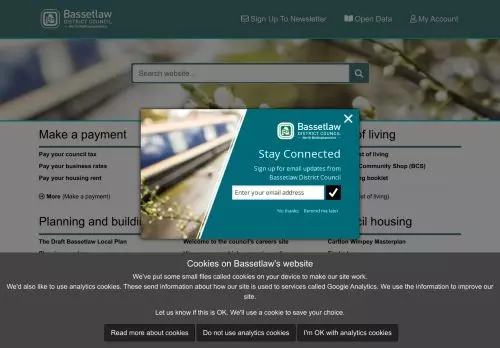 Bassetlaw
DISTRICT COUNCIL
North Nottinghamshire
Sign Up To Newsletter
Open Data
My Account
Search website...
Make a payment
Pay your council tax
Pay your business rates
Pay your housing rent
More (Make a payment)
of living
t of living
Community Shop (BCS)
ng booklet
t of living)
Bassetlaw
DISTRICT COUNCIL
North Nottinghamshire
Stay Connected
Sign up for email updates from
Bassetlaw District Council
Enter your email address
No thanks
Remind me later
Planning and buildin
cil housing
The Draft Bassetlaw Local Plan
Welcome to the council's careers site
Carlton Wimpey Masterplan
Cookies on Bassetlaw's website
We've put some small files called cookies on your device to make our site work.
We'd also like to use analytics cookies. These send information about how our site is used to services called Google Analytics. We use the information to improve our
site.
Let us know if this is OK. We'll use a cookie to save your choice.
Read more about cookies
Do not use analytics cookies
I'm OK with analytics cookies